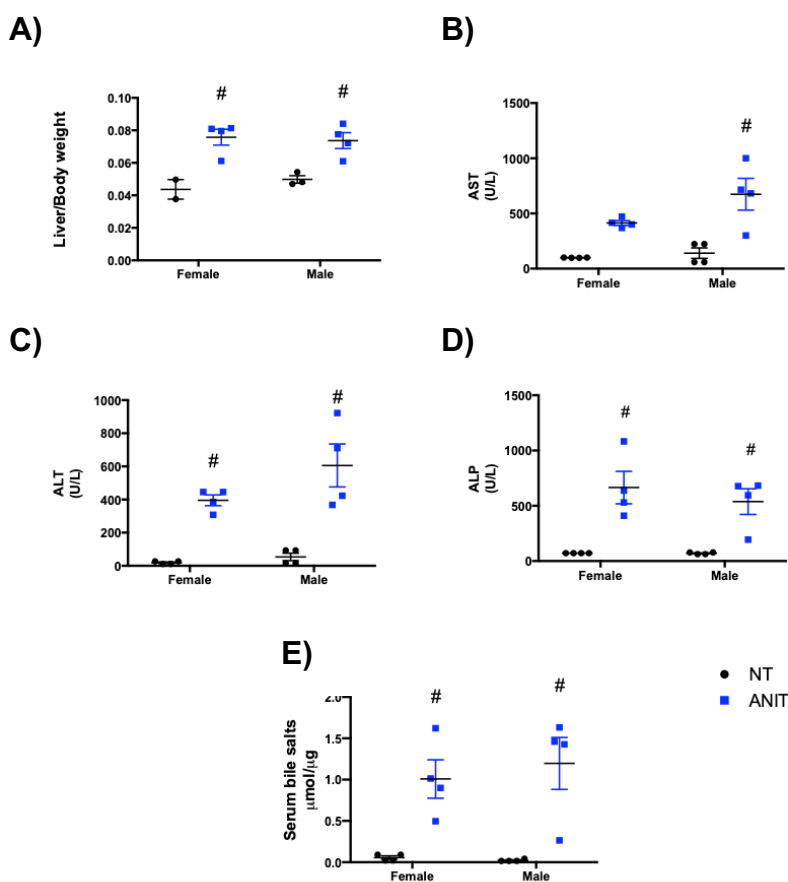 A)
B)
#
#
Liver/Body weight
0.10
0.08
0.06
0.04
0.02
0.00
Female
Male
#
AST
(U/L)
1500
1000
500
0
Female
Male
C)
D)
#
#
ALT
(U/L)
1000
800
600
400
200
0
Female
Male
#
#
ALP
(U/L)
1500
1000
500
0
Female
Male
E)
#
#
Serum bile salts
μmol/μg
2.0
1.5
1.0
0.5
0.0
Female
Male
NT
ANIT